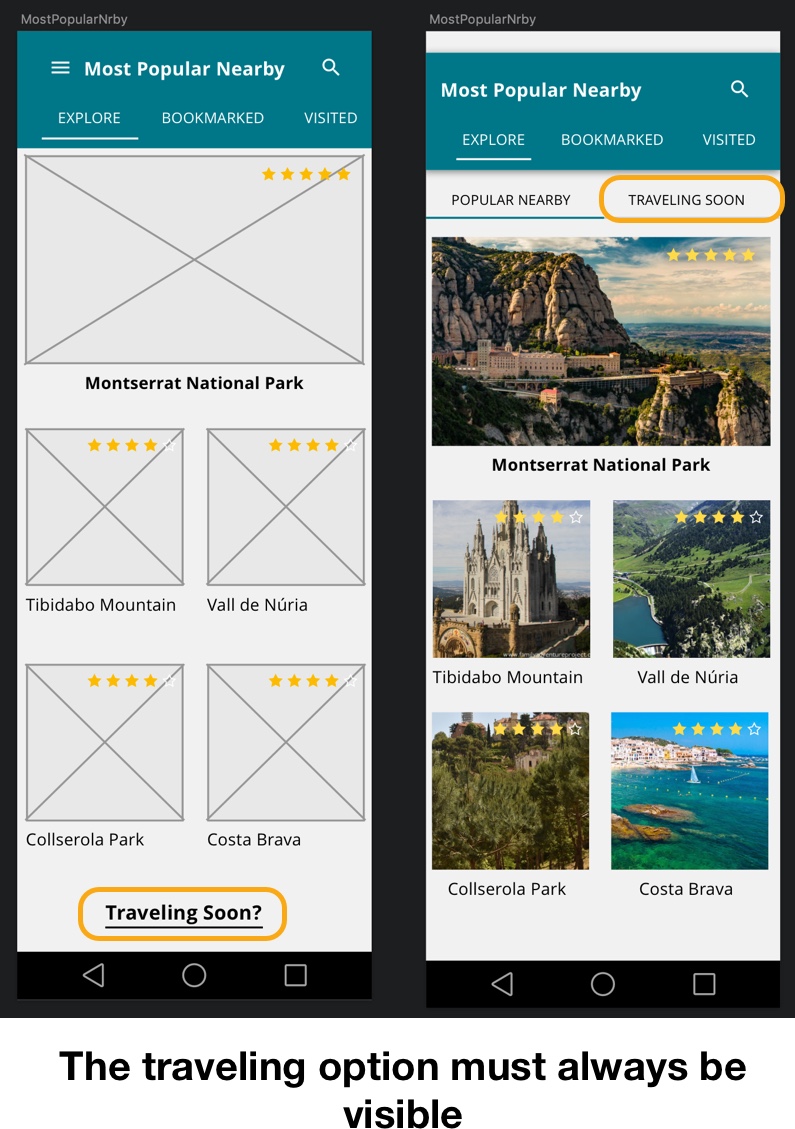 MostPopularNrby
Most Popular Nearby
EXPLORE BOOKMARKED VISITED
Montserrat National Park
Tibidabo Mountain Vall de Núria
Collserola Park Costa Brava
Traveling Soon?
MostPopularNrby
Most Popular Nearby
EXPLORE BOOKMARKED VISITED
POPULAR NEARBY TRAVELING SOON
Montserrat National Park
Tibidabo Mountain Vall de Núria
Collserola Park Costa Brava
The traveling option must always be
visible